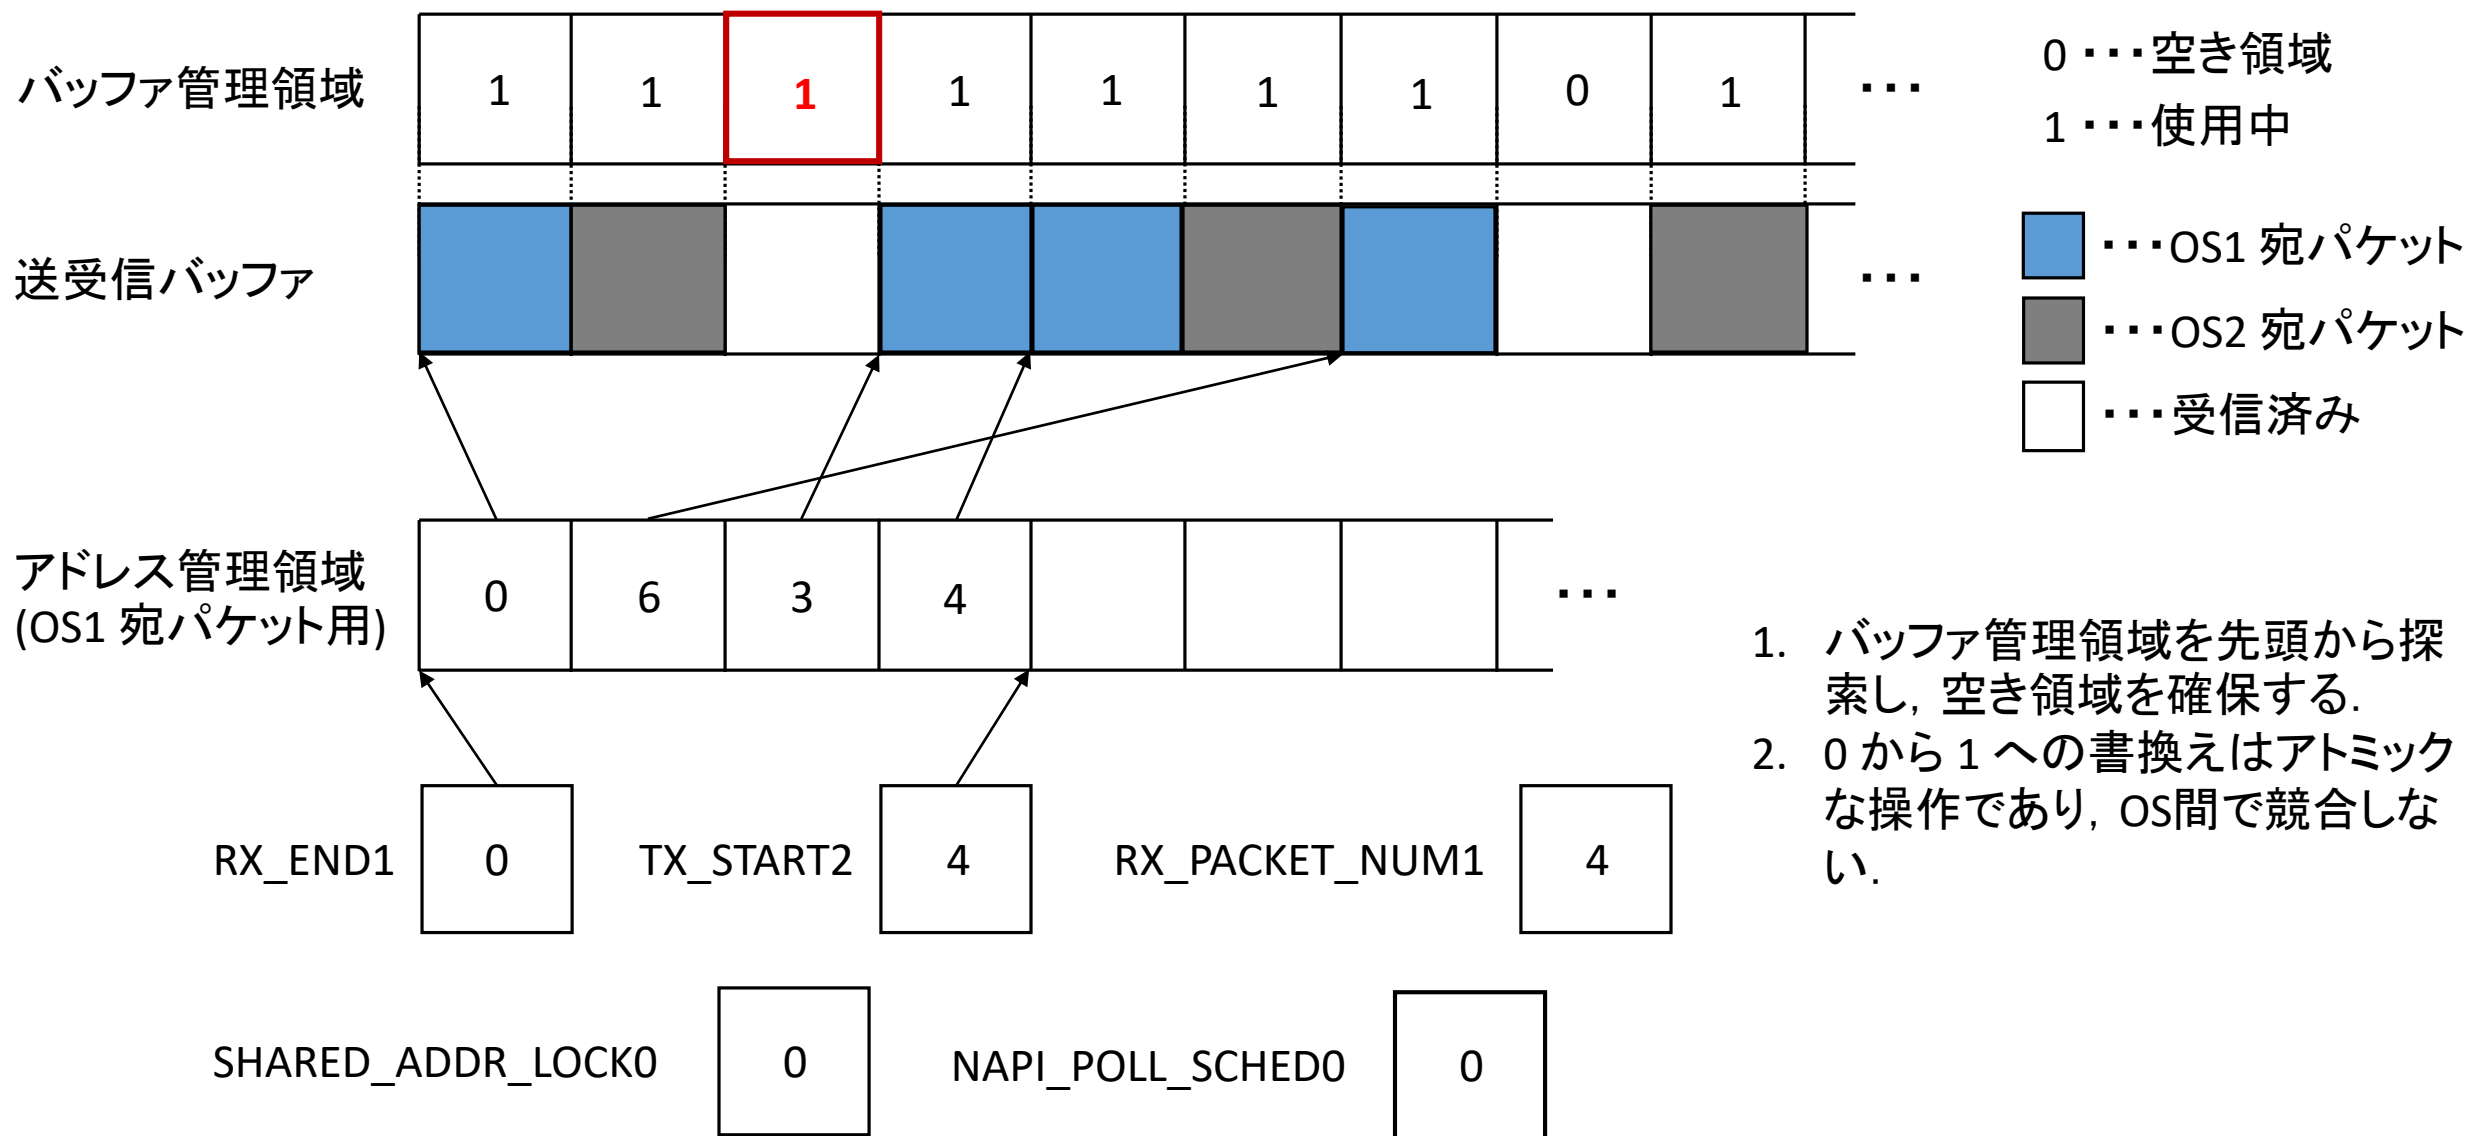 バッファ管理領域
1 1 1 1 1 1 1 0 1 ・・・
0 ・・・空き領域
1 ・・・使用中
送受信バッファ
・・・
・・・OS1 宛パケット
・・・OS2 宛パケット
・・・受信済み
アドレス管理領域
(OS1 宛パケット用)
0 6 3 4 ・・・
1. バッファ管理領域を先頭から探
索し，空き領域を確保する．
2. 0 から 1 への書換えはアトミック
な操作であり，OS間で競合しな
い．
RX_END1 0 TX_START2 4 RX_PACKET_NUM1 4
SHARED_ADDR_LOCK0 0 NAPI_POLL_SCHED0 0